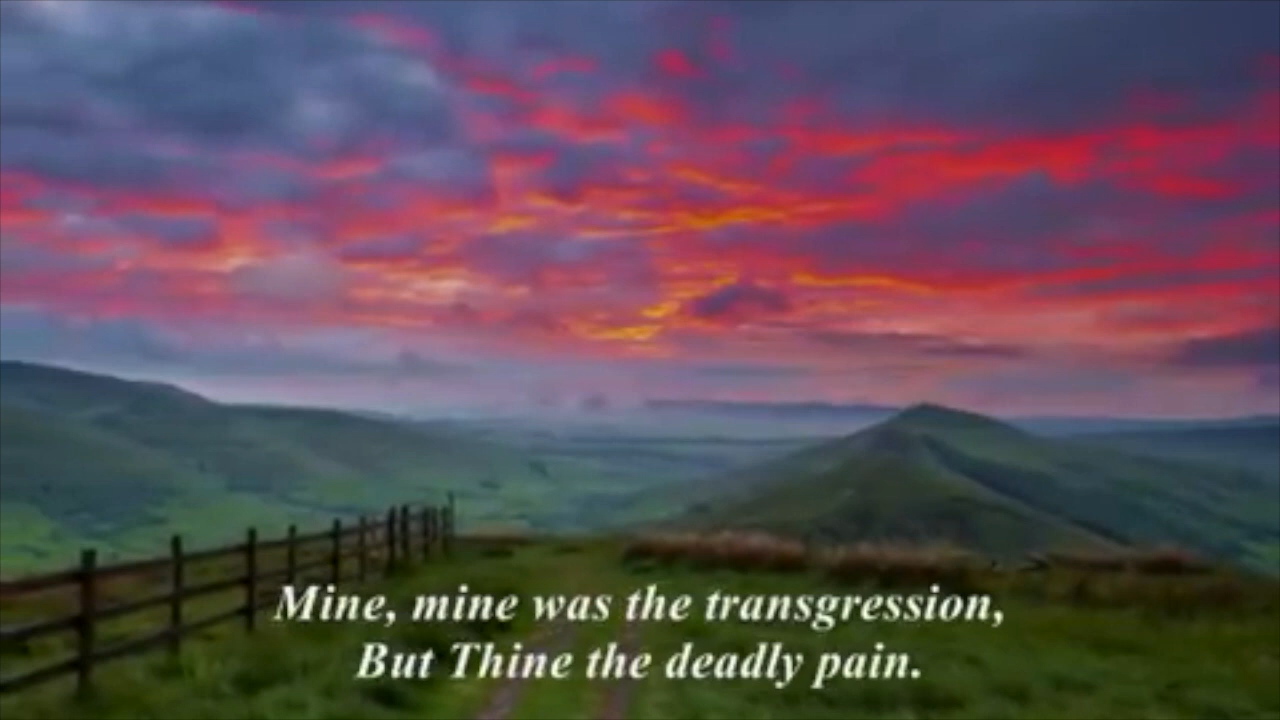 Mine, mine was the transgression,
But Thine the deadly pain.